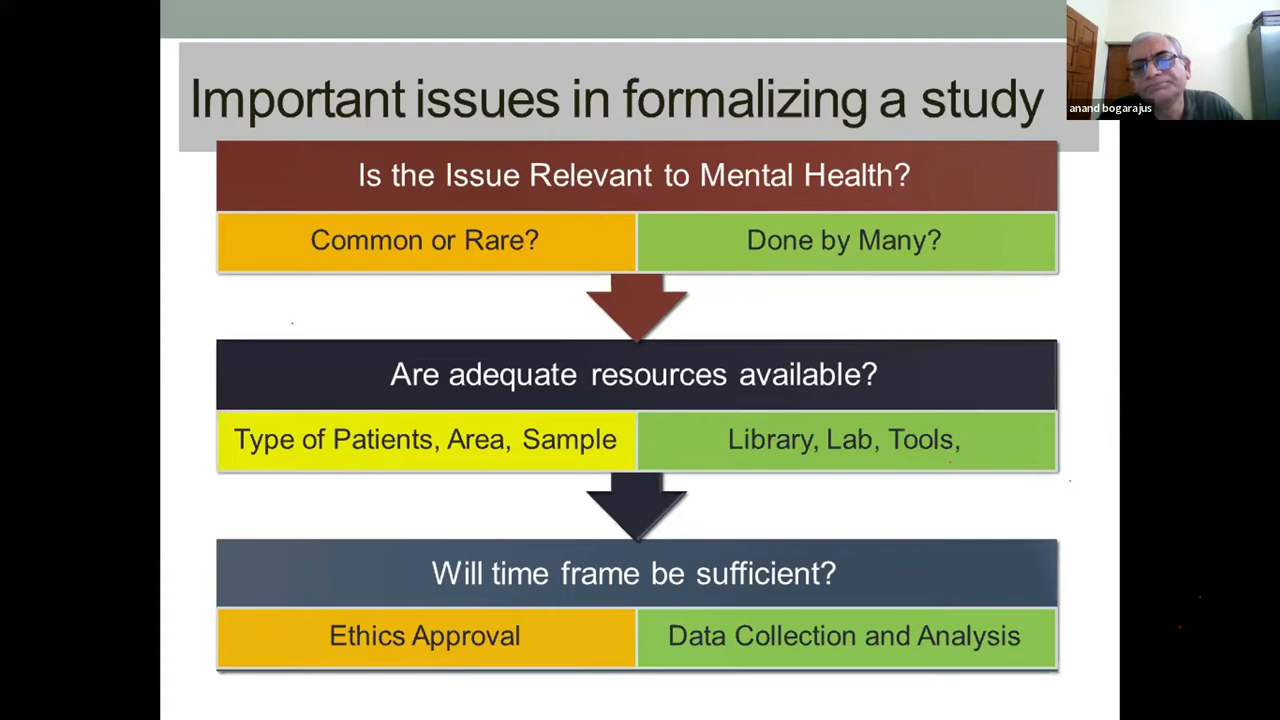 Important issues in formalizing a study
anand bogarajus
Is the Issue Relevant to Mental Health?
Common or Rare?
Done by Many?
Are adequate resources available?
Type of Patients, Area, Sample
Library, Lab, Tools,
Will time frame be sufficient?
Ethics Approval
Data Collection and Analysis